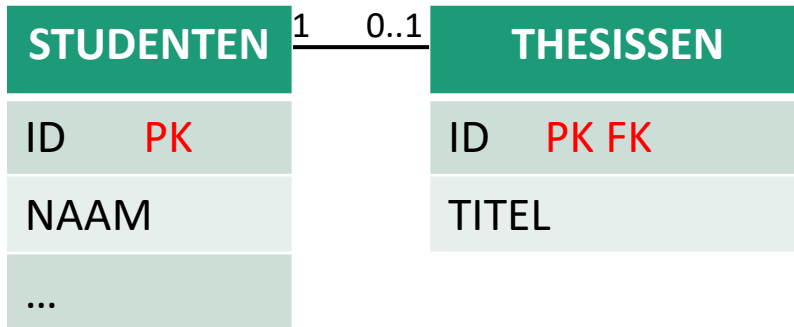 STUDENTEN 1 0..1 THESISSEN
ID PK ID PK FK
NAAM TITEL
...